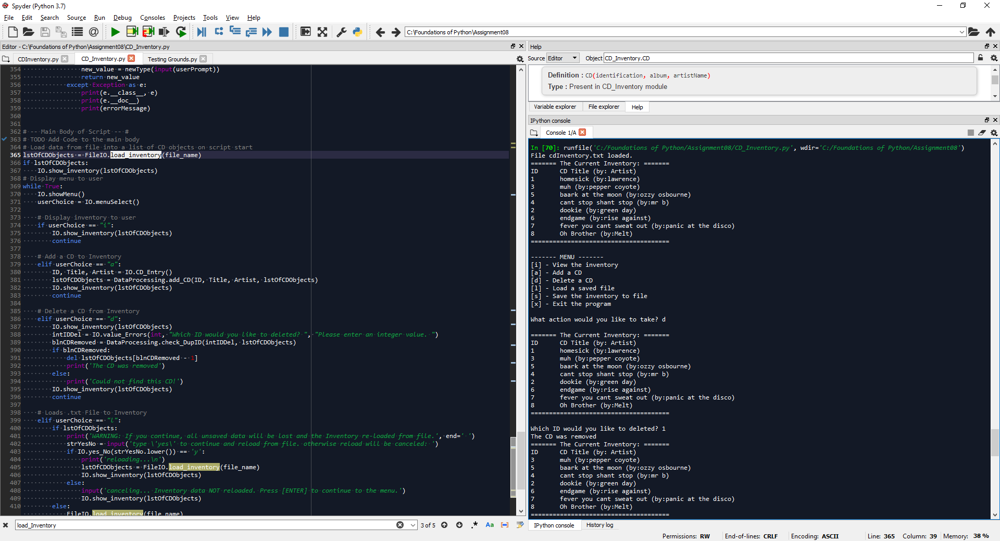 Spyder (Python 3.7)
File Edit Search Source Run Debug Consoles Projects Tools View Help
C:\Foundations of Python\Assignment08
Editor - C:\Foundations of Python\Assignment08\CD_Inventory.py
CDInventory.py CD_Inventory.py Testing Grounds.py
354 new_value = newType(input(userPrompt))
355 return new_value
356 except Exception as e:
357 print(e.__class__, e)
358 print(e.__doc__)
359 print(errorMessage)
360
361
362 # -- Main Body of Script -- #
363 # TODO Add Code to the main body
364 # Load data from file into a list of CD objects on script start
365 lstOfCDObjects = FileIO.load_inventory(file_name)
366 if lstOfCDObjects:
367 IO.show_inventory(lstOfCDObjects)
368 # Display menu to user
369 while True:
370 IO.showMenu()
371 userChoice = IO.menuSelect()
372
373 # Display inventory to user
374 if userChoice == "i":
375 IO.show_inventory(lstOfCDObjects)
376 continue
377
378 # Add a CD to Inventory
379 elif userChoice == "a":
380 ID, Title, Artist = IO.CD_Entry()
381 lstOfCDObjects = DataProcessing.add_CD(ID, Title, Artist, lstOfCDObjects)
382 IO.show_inventory(lstOfCDObjects)
383 continue
384
385 # Delete a CD from Inventory
386 elif userChoice == "d":
387 IO.show_inventory(lstOfCDObjects)
388 intIDDel = IO.value_Errors(int, "Which ID would you like to deleted? ", "Please enter an integer value. ")
389 blnCDRemoved = DataProcessing.check_DupID(intIDDel, lstOfCDObjects)
390 if blnCDRemoved:
391 del lstOfCDObjects[blnCDRemoved - 1]
392 print('The CD was removed')
393 else:
394 print('Could not find this CD!')
395 IO.show_inventory(lstOfCDObjects)
396 continue
397
398 # Loads .txt File to Inventory
399 elif userChoice == "l":
400 if lstOfCDObjects:
401 print('WARNING: If you continue, all unsaved data will be lost and the Inventory re-loaded from file.', end=' ')
402 strYesNo = input('type \'yes\' to continue and reload from file. otherwise reload will be canceled: ')
403 if IO.yes_No(strYesNo.lower()) == 'y':
404 print('reloading...\n')
405 lstOfCDObjects = FileIO.load_inventory(file_name)
406 IO.show_inventory(lstOfCDObjects)
407 else:
408 input('canceling... Inventory data NOT reloaded. Press [ENTER] to continue to the menu.')
409 IO.show_inventory(lstOfCDObjects)
410 else:
FileIO.load_inventory(file_name)
load_Inventory 3 of 5 .* Aa
Help
Source Editor Object CD_Inventory.CD
Definition : CD(identification, album, artistName)
Type : Present in CD_Inventory module
Variable explorer File explorer Help
IPython console
Console 1/A
In [70]: runfile('C:/Foundations of Python/Assignment08/CD_Inventory.py', wdir='C:/Foundations of Python/Assignment08')
File cdInventory.txt loaded.
======= The Current Inventory: =======
ID CD Title (by: Artist)
1 homesick (by:lawrence)
3 muh (by:pepper coyote)
5 baark at the moon (by:ozzy osbourne)
4 cant stop shant stop (by:mr b)
2 dookie (by:green day)
6 endgame (by:rise against)
7 fever you cant sweat out (by:panic at the disco)
8 Oh Brother (by:Melt)
======================================
------- MENU -------
[i] - View the inventory
[a] - Add a CD
[d] - Delete a CD
[l] - Load a saved file
[s] - Save the inventory to file
[x] - Exit the program
What action would you like to take? d
======= The Current Inventory: =======
ID CD Title (by: Artist)
1 homesick (by:lawrence)
3 muh (by:pepper coyote)
5 baark at the moon (by:ozzy osbourne)
4 cant stop shant stop (by:mr b)
2 dookie (by:green day)
6 endgame (by:rise against)
7 fever you cant sweat out (by:panic at the disco)
8 Oh Brother (by:Melt)
======================================
Which ID would you like to deleted? 1
The CD was removed
======= The Current Inventory: =======
ID CD Title (by: Artist)
3 muh (by:pepper coyote)
5 baark at the moon (by:ozzy osbourne)
4 cant stop shant stop (by:mr b)
2 dookie (by:green day)
6 endgame (by:rise against)
7 fever you cant sweat out (by:panic at the disco)
8 Oh Brother (by:Melt)
======================================
IPython console History log
Permissions: RW End-of-lines: CRLF Encoding: ASCII Line: 365 Column: 39 Memory: 38 %